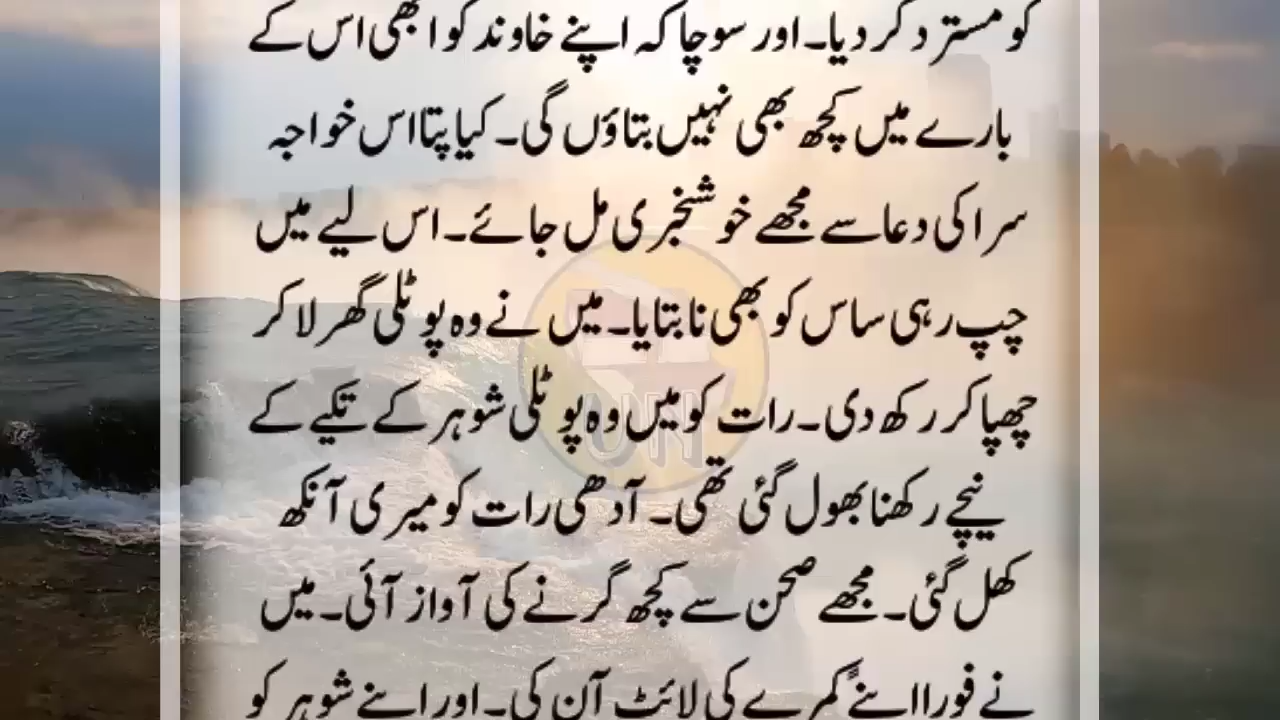 کو مسترد کر دیا۔ اور سوچا کہ اپنے خاوند کو ابھی اس کے
بارے میں کچھ بھی نہیں بتاؤں گی۔ کیا پتا اس خواجہ
سرا کی دعا سے مجھے خوشخبری مل جائے۔ اس لیے میں
چپ رہی ساس کو بھی نا بتایا۔ میں نے وہ پوٹلی گھر لا کر
چھپا کر رکھ دی۔ رات کو میں وہ پوٹلی شوہر کے تکیے کے
نیچے رکھنا بھول گئی تھی۔ آدھی رات کو میری آنکھ
کھل گئی۔ مجھے صحن سے کچھ گرنے کی آواز آئی۔ میں
نے فورا اپنے کمرے کی لائٹ آن کی۔ اور اپنے شوہر کو